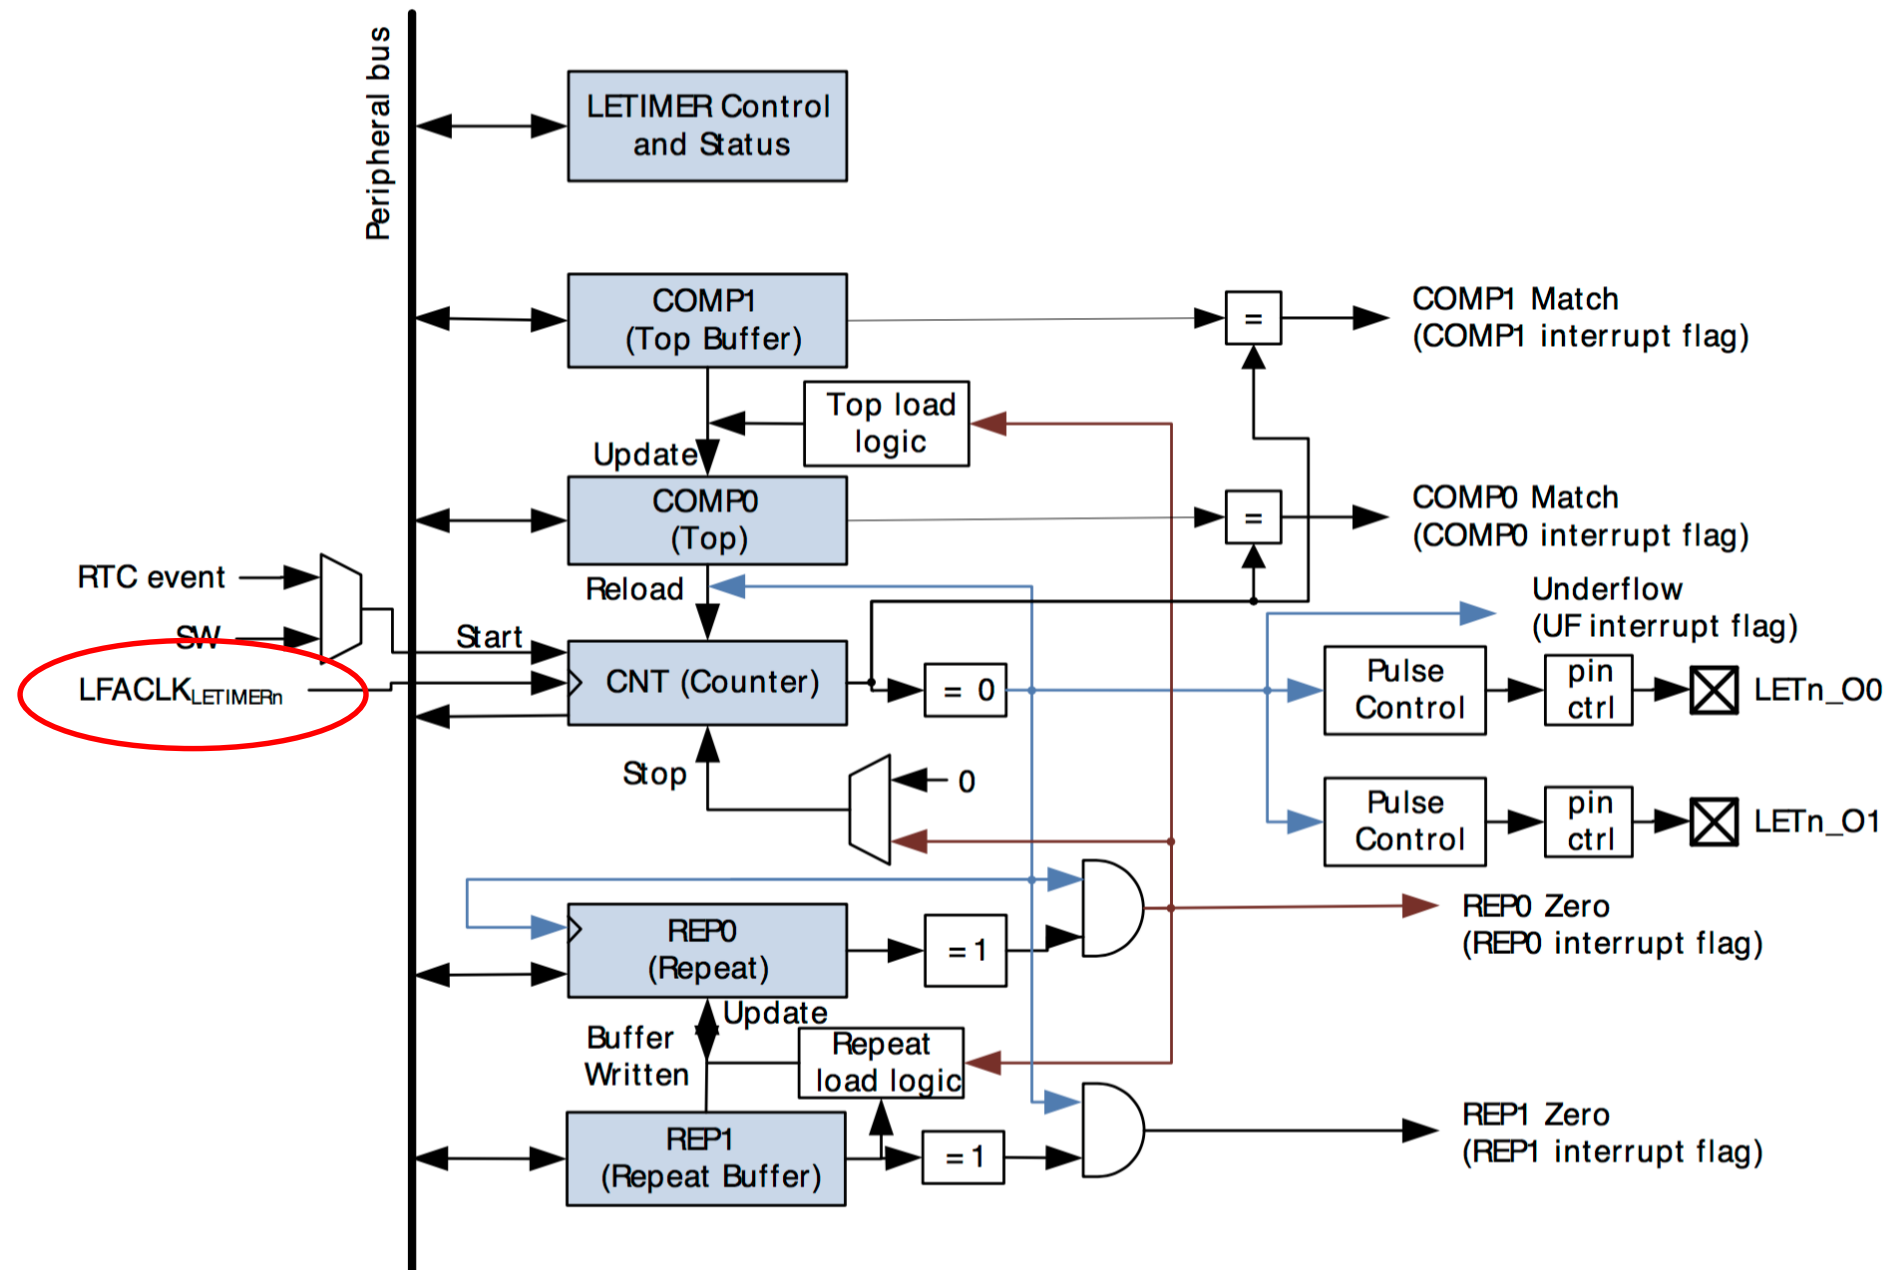 Peripheral bus
LETIMER Control
and Status
COMP1
(Top Buffer)
=
COMP1 Match
(COMP1 interrupt flag)
Top load
logic
Update
COMP0
(Top)
=
COMP0 Match
(COMP0 interrupt flag)
RTC event
SW
Reload
Start
LFACLKLETIMERn
CNT (Counter)
= 0
Underflow
(UF interrupt flag)
Pulse
Control
pin
ctrl
LETn_O0
Stop
0
Pulse
Control
pin
ctrl
LETn_O1
REP0
(Repeat)
= 1
REP0 Zero
(REP0 interrupt flag)
Update
Buffer
Written
Repeat
load logic
REP1
(Repeat Buffer)
= 1
REP1 Zero
(REP1 interrupt flag)